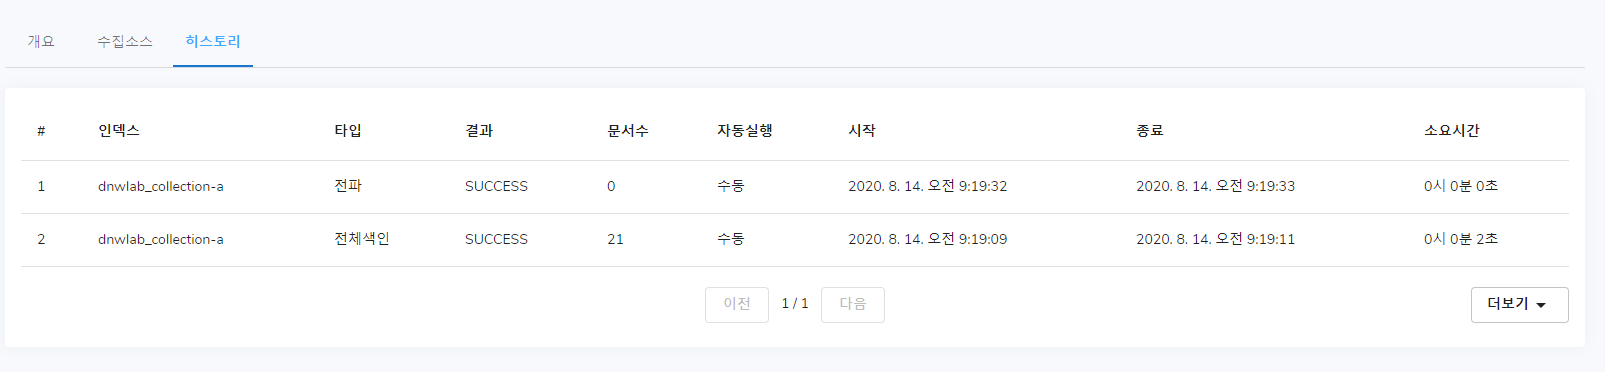 개요 수집소스 히스토리
# 인덱스 타입 결과 문서수 자동실행 시작 종료 소요시간
1 dnwlab_collection-a 전파 SUCCESS 0 수동 2020. 8. 14. 오전 9:19:32 2020. 8. 14. 오전 9:19:33 0시 0분 0초
2 dnwlab_collection-a 전체색인 SUCCESS 21 수동 2020. 8. 14. 오전 9:19:09 2020. 8. 14. 오전 9:19:11 0시 0분 2초
이전 1 / 1 다음 더보기